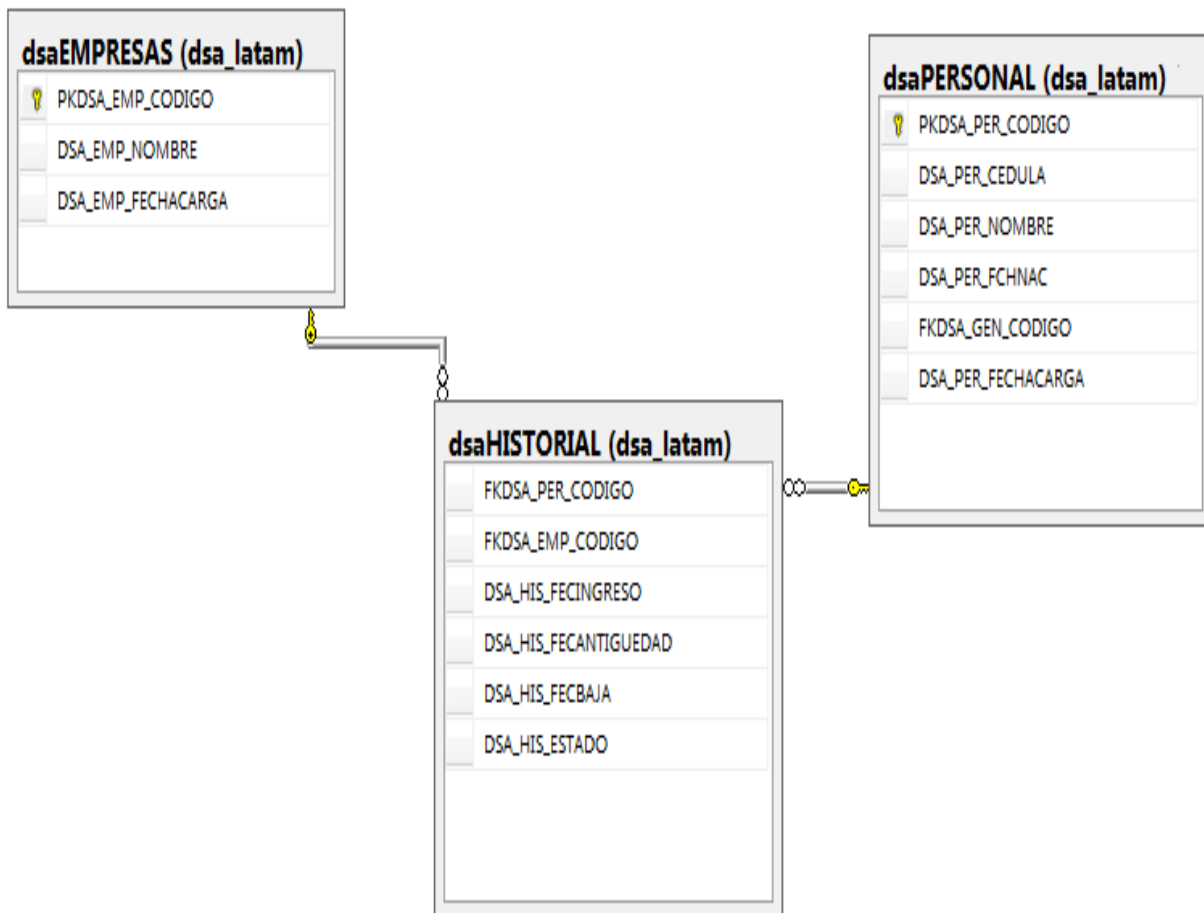 dsaEMPRESAS (dsa_latam)
PKDSA_EMP_CODIGO
DSA_EMP_NOMBRE
DSA_EMP_FECHACARGA
dsaPERSONAL (dsa_latam)
PKDSA_PER_CODIGO
DSA_PER_CEDULA
DSA_PER_NOMBRE
DSA_PER_FCHNAC
FKDSA_GEN_CODIGO
DSA_PER_FECHACARGA
dsaHISTORIAL (dsa_latam)
FKDSA_PER_CODIGO
FKDSA_EMP_CODIGO
DSA_HIS_FECINGRESO
DSA_HIS_FECANTIGUEDAD
DSA_HIS_FECBAJA
DSA_HIS_ESTADO